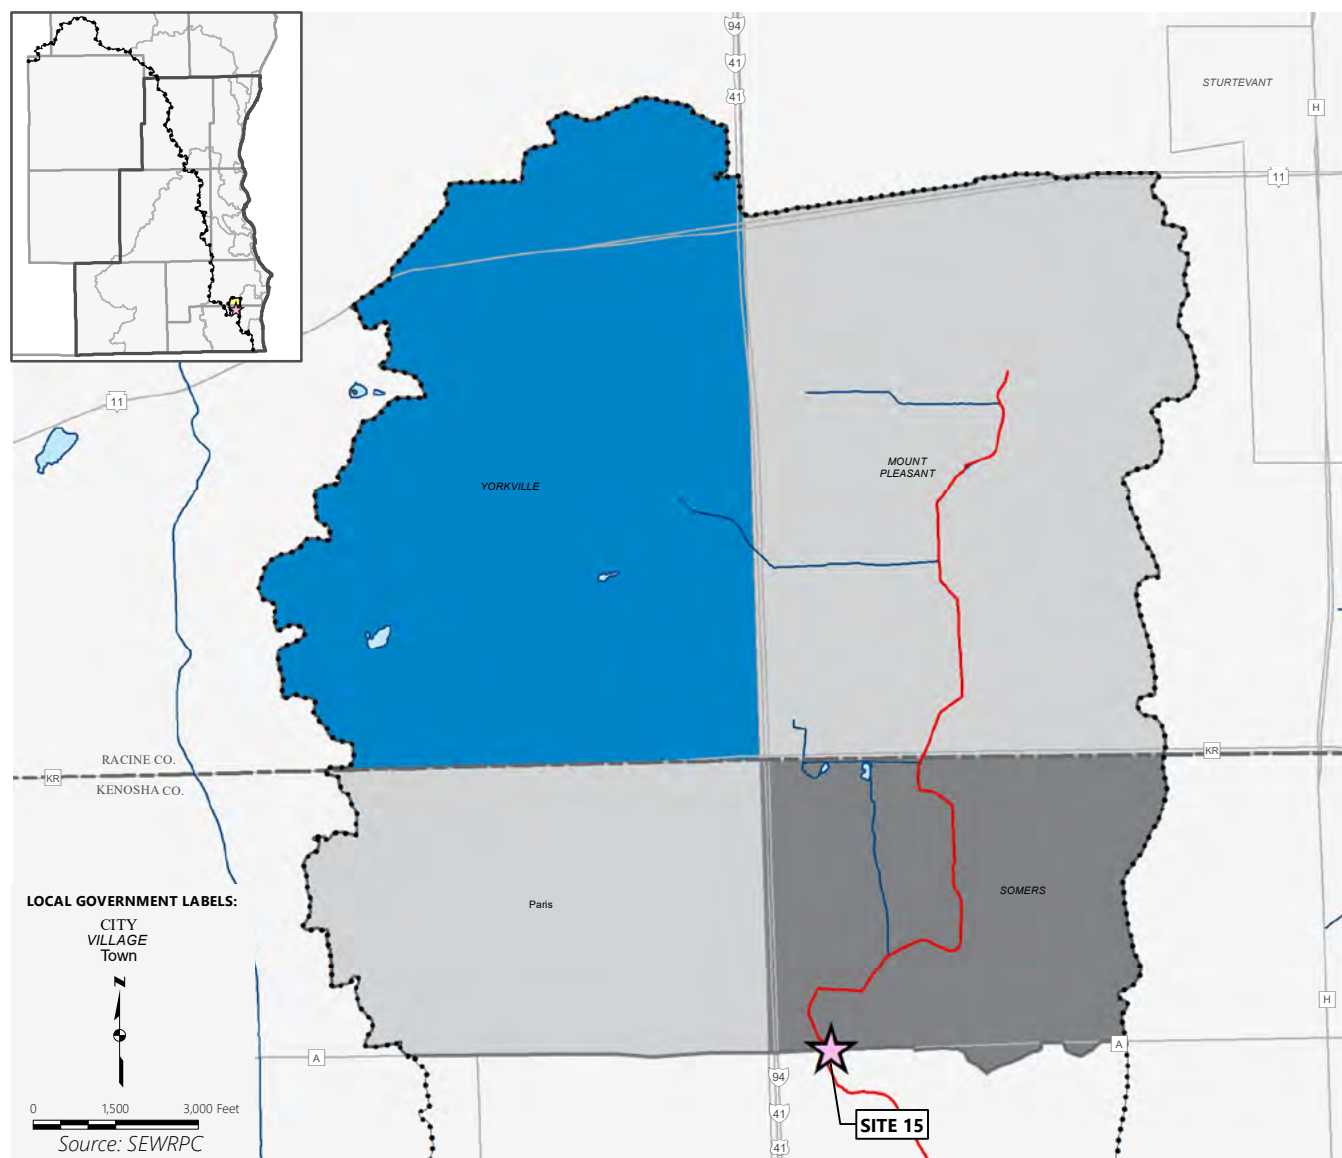 94
41
41
STURTEVANT
H
11
11
MOUNT
PLEASANT
YORKVILLE
RACINE CO.
KR
KR
KENOSHA CO.
SOMERS
Paris
LOCAL GOVERNMENT LABELS:
CITY
VILLAGE
Town
N
H
A
A
94
41
41
0 1,500 3,000 Feet
Source: SEWRPC
SITE 15